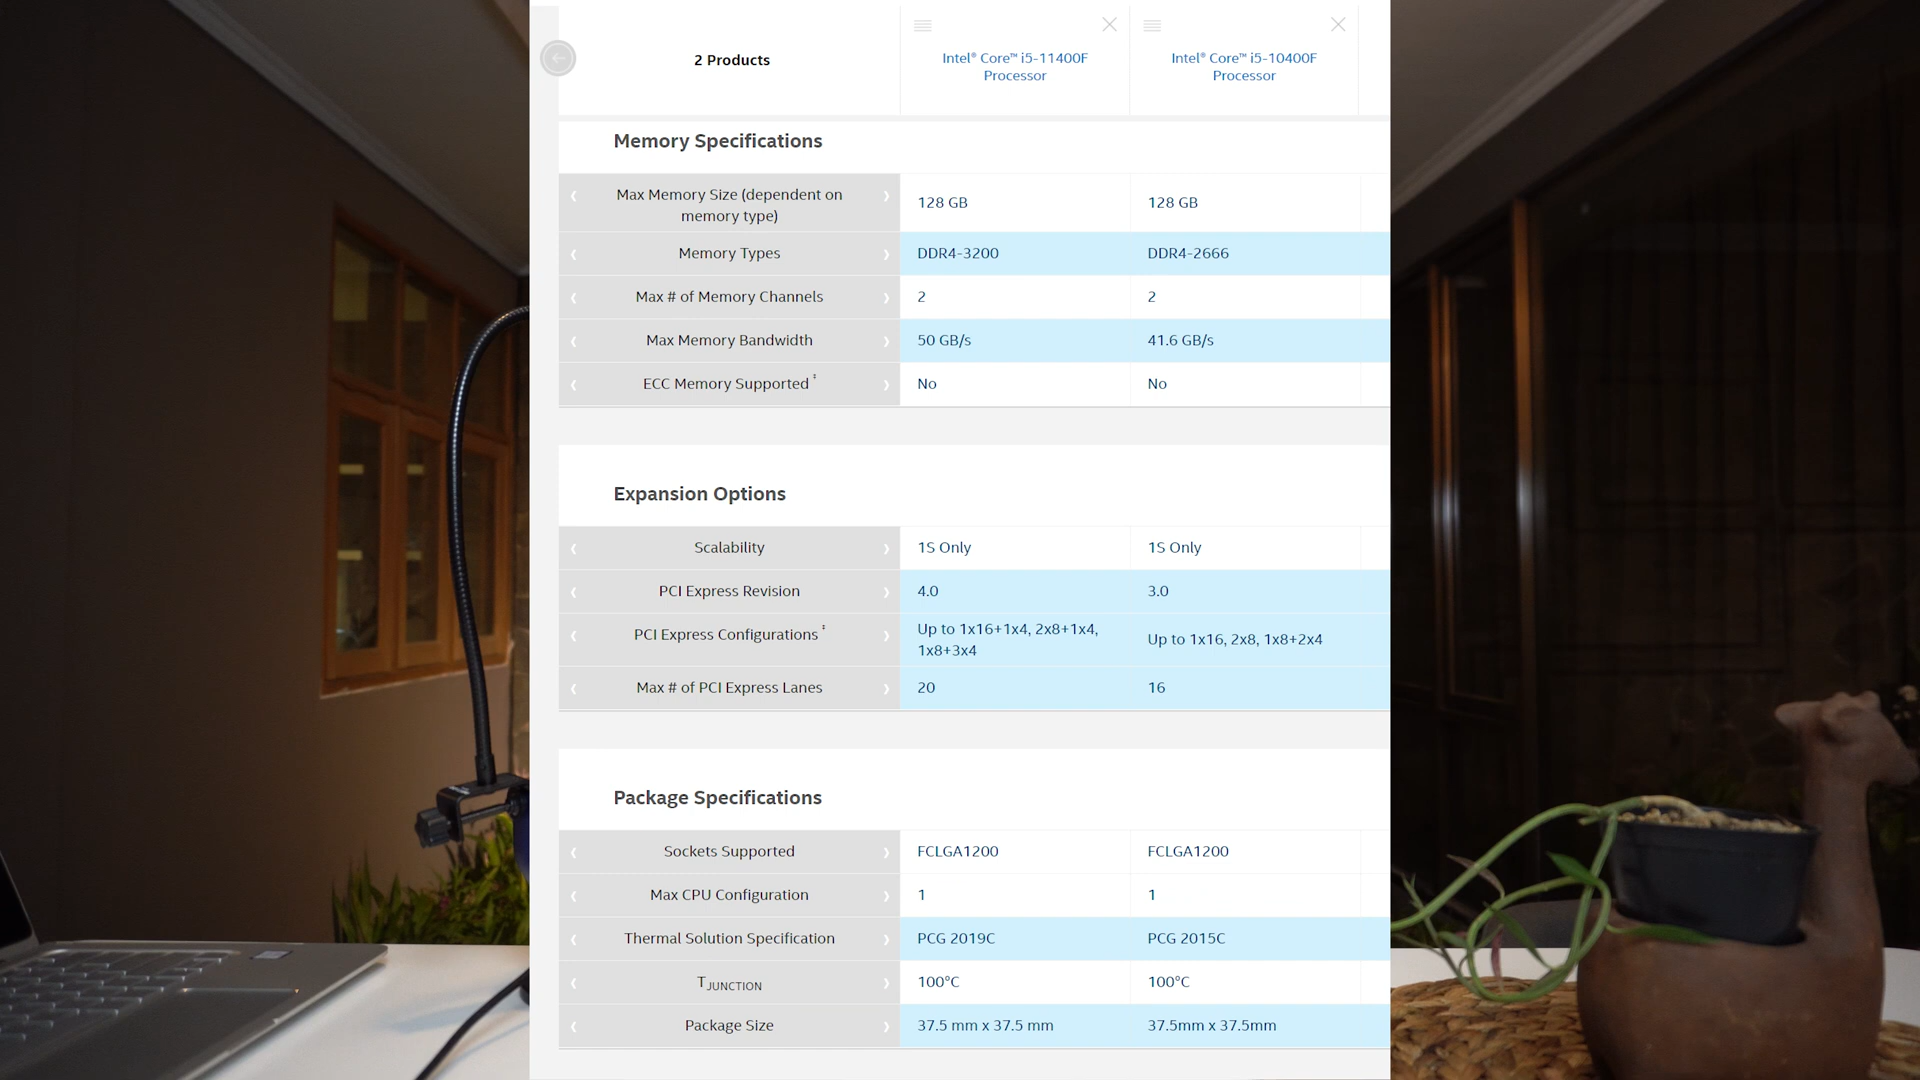 2 Products
Intel® Core™ i5-11400F
Processor
Intel® Core™ i5-10400F
Processor
Memory Specifications
Max Memory Size (dependent on
memory type)
128 GB
128 GB
Memory Types
DDR4-3200
DDR4-2666
Max # of Memory Channels
2
2
Max Memory Bandwidth
50 GB/s
41.6 GB/s
ECC Memory Supported ‡
No
No
Expansion Options
Scalability
1S Only
1S Only
PCI Express Revision
4.0
3.0
PCI Express Configurations ‡
Up to 1x16+1x4, 2x8+1x4,
1x8+3x4
Up to 1x16, 2x8, 1x8+2x4
Max # of PCI Express Lanes
20
16
Package Specifications
Sockets Supported
FCLGA1200
FCLGA1200
Max CPU Configuration
1
1
Thermal Solution Specification
PCG 2019C
PCG 2015C
TJUNCTION
100°C
100°C
Package Size
37.5 mm x 37.5 mm
37.5mm x 37.5mm